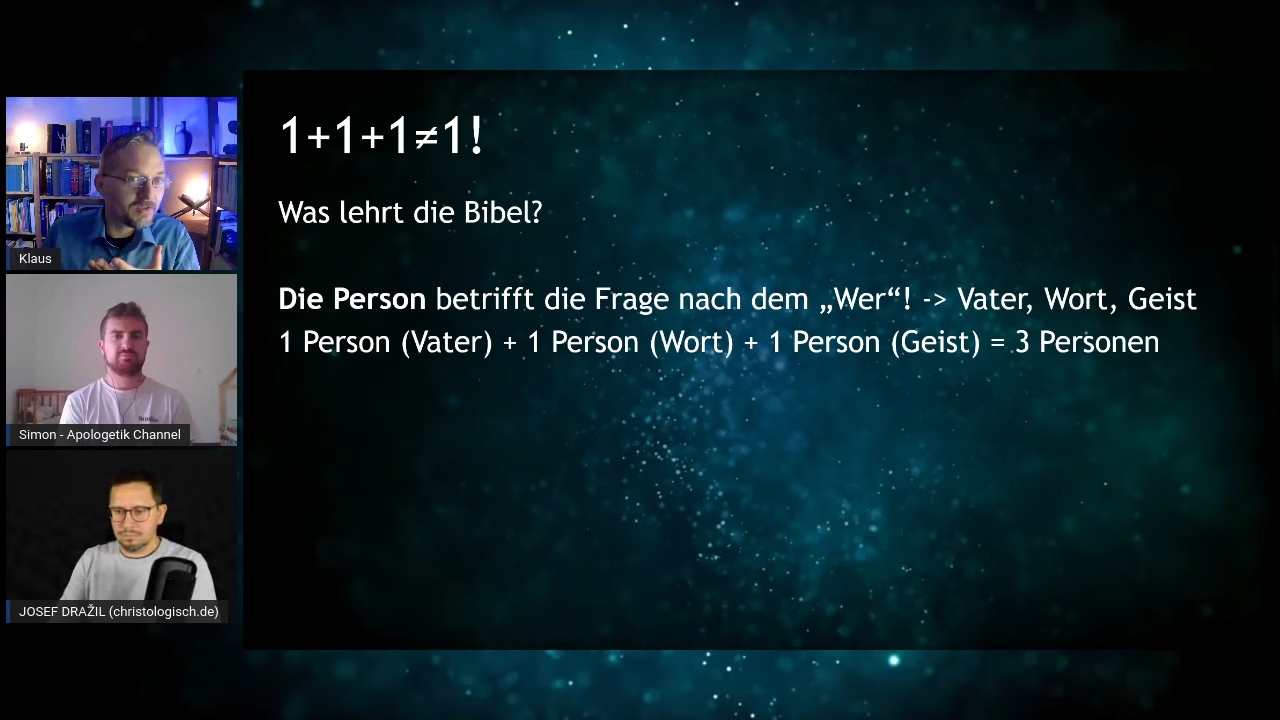 1+1+1≠1!
Was lehrt die Bibel?
Die Person betrifft die Frage nach dem „Wer“! -> Vater, Wort, Geist
1 Person (Vater) + 1 Person (Wort) + 1 Person (Geist) = 3 Personen
Klaus
Simon - Apologetik Channel
JOSEF DRAŽIL (christologisch.de)